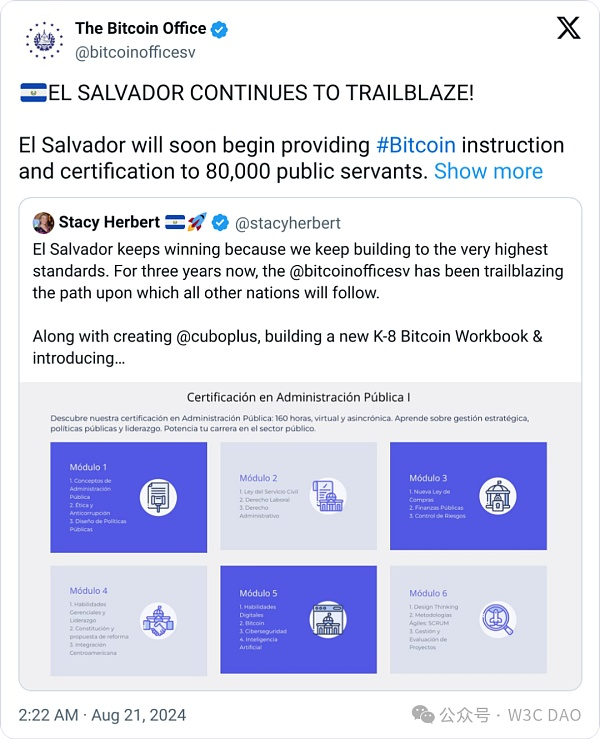 The Bitcoin Office
@bitcoinofficesv
🇸🇻EL SALVADOR CONTINUES TO TRAILBLAZE!
El Salvador will soon begin providing #Bitcoin instruction
and certification to 80,000 public servants. Show more
Stacy Herbert 🇸🇻🚀 @stacyherbert
El Salvador keeps winning because we keep building to the very highest
standards. For three years now, the @bitcoinofficesv has been trailblazing
the path upon which all other nations will follow.
Along with creating @cuboplus, building a new K-8 Bitcoin Workbook &
introducing…
Certificación en Administración Pública I
Descubre nuestra certificación en Administración Pública: 160 horas, virtual y asincrónica. Aprende sobre gestión estratégica,
políticas públicas y liderazgo. Potencia tu carrera en el sector público.
Módulo 1
1. Conceptos de
Administración
Pública
2. Ética y
Anticorrupción
3. Diseño de Políticas
Públicas
Módulo 2
1. Ley del Servicio Civil
2. Derecho Laboral
3. Derecho
Administrativo
Módulo 3
1. Nueva Ley de
Compras
2. Finanzas Públicas
3. Control de Riesgos
Módulo 4
1. Habilidades
Gerenciales y
Liderazgo
2. Constitución y
propuesta de reforma
3. Integración
Centroamericana
Módulo 5
1. Habilidades
Digitales
2. Bitcoin
3. Ciberseguridad
4. Inteligencia
Artificial
Módulo 6
1. Design Thinking
2. Metodologías
Ágiles: SCRUM
3. Gestión y
Evaluación de
Proyectos
2:22 AM · Aug 21, 2024
公众号 · W3C DAO